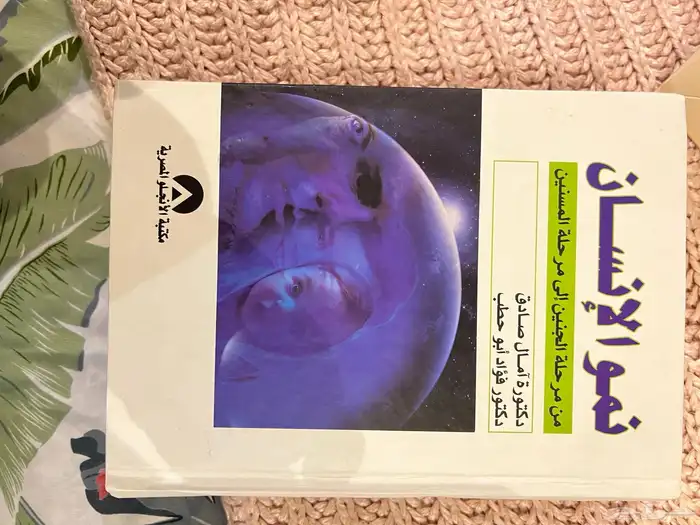 نمو الإنسان
من مرحلة الجنين إلى مرحلة المسنين
دكتورة آمال صادق
دكتور فؤاد أبو حطب
مكتبة الأنجلو المصرية